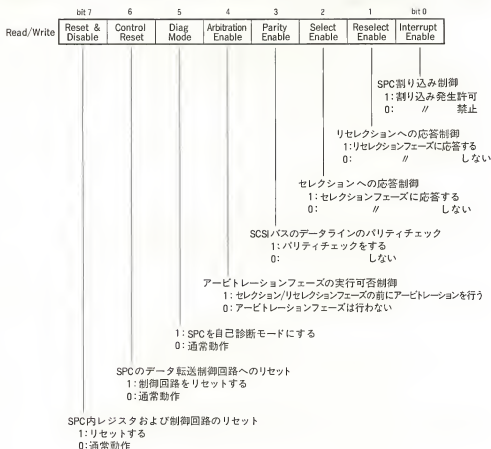 bit 7 6 5 4 3 2 1 bit 0
Read/Write Reset & Disable Control Reset Diag Mode Arbitration Enable Parity Enable Select Enable Reselect Enable Interrupt Enable
SPC割り込み制御
1:割り込み発生許可
0: 〃 禁止
リセレクションへの応答制御
1:リセレクションフェーズに応答する
0: 〃 しない
セレクションへの応答制御
1:セレクションフェーズに応答する
0: 〃 しない
SCSIバスのデータラインのパリティチェック
1:パリティチェックをする
0: しない
アービトレーションフェーズの実行可否制御
1:セレクション/リセレクションフェーズの前にアービトレーションを行う
0:アービトレーションフェーズは行わない
1:SPCを自己診断モードにする
0:通常動作
SPCのデータ転送制御回路へのリセット
1:制御回路をリセットする
0:通常動作
SPC内レジスタおよび制御回路のリセット
1:リセットする
0:通常動作